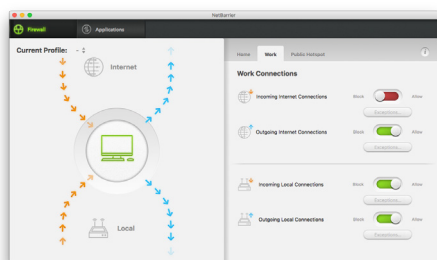 NetBarrier
Firewall
Applications
Current Profile: -
Internet
Local
Home
Work
Public Hotspot
Work Connections
Incoming Internet Connections
Block
Allow
Exceptions...
Outgoing Internet Connections
Block
Allow
Exceptions...
Incoming Local Connections
Block
Allow
Exceptions...
Outgoing Local Connections
Block
Allow
Exceptions...